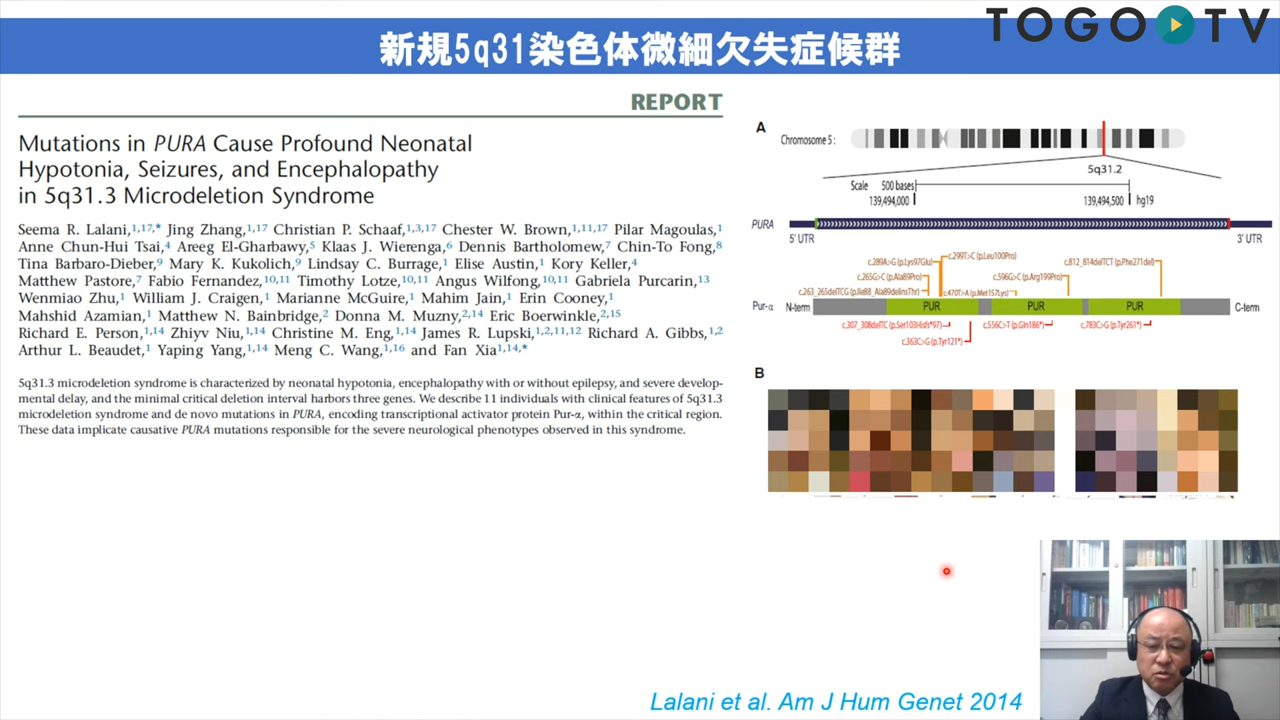 TOGO TV
新規5q31染色体微細欠失症候群
REPORT
Mutations in PURA Cause Profound Neonatal
Hypotonia, Seizures, and Encephalopathy
in 5q31.3 Microdeletion Syndrome
Seema R. Lalani,1,17,* Jing Zhang,1,17 Christian P. Schaaf,1,3,17 Chester W. Brown,1,11,17 Pilar Magoulas,1
Anne Chun-Hui Tsai,4 Areeg El-Gharbawy,5 Klaas J. Wierenga,6 Dennis Bartholomew,7 Chin-To Fong,8
Tina Barbaro-Dieber,9 Mary K. Kukolich,9 Lindsay C. Burrage,1 Elise Austin,1 Kory Keller,4
Matthew Pastore,7 Fabio Fernandez,10,11 Timothy Lotze,10,11 Angus Wilfong,10,11 Gabriela Purcarin,13
Wenmiao Zhu,1 William J. Craigen,1 Marianne McGuire,1 Mahim Jain,1 Erin Cooney,1
Mahshid Azamian,1 Matthew N. Bainbridge,2 Donna M. Muzny,2,14 Eric Boerwinkle,2,15
Richard E. Person,1,14 Zhiyv Niu,1,14 Christine M. Eng,1,14 James R. Lupski,1,2,11,12 Richard A. Gibbs,1,2
Arthur L. Beaudet,1 Yaping Yang,1,14 Meng C. Wang,1,16 and Fan Xia1,14,*
5q31.3 microdeletion syndrome is characterized by neonatal hypotonia, encephalopathy with or without epilepsy, and severe develop-
mental delay, and the minimal critical deletion interval harbors three genes. We describe 11 individuals with clinical features of 5q31.3
microdeletion syndrome and de novo mutations in PURA, encoding transcriptional activator protein Pur-α, within the critical region.
These data implicate causative PURA mutations responsible for the severe neurological phenotypes observed in this syndrome.
A
Chromosome 5 :
5q31.2
Scale 500 bases
139,494,000 139,494,500 hg19
PURA
5' UTR 3' UTR
c.289A>G (p.Lys97Glu) c.299T>C (p.Leu100Pro) c.812_814delTCT (p.Phe271del)
c.265G>C (p.Ala89Pro) c.596G>C (p.Arg199Pro)
c.263_265delTCG (p.Ile88_Ala89delinsThr) c.470T>A (p.Met157Lys)
Pur-α N-term PUR PUR PUR C-term
c.307_308delTC (p.Ser103Hisfs*97) c.556C>T (p.Gln186*) c.783C>G (p.Tyr261*)
c.363C>G (p.Tyr121*)
B
Lalani et al. Am J Hum Genet 2014